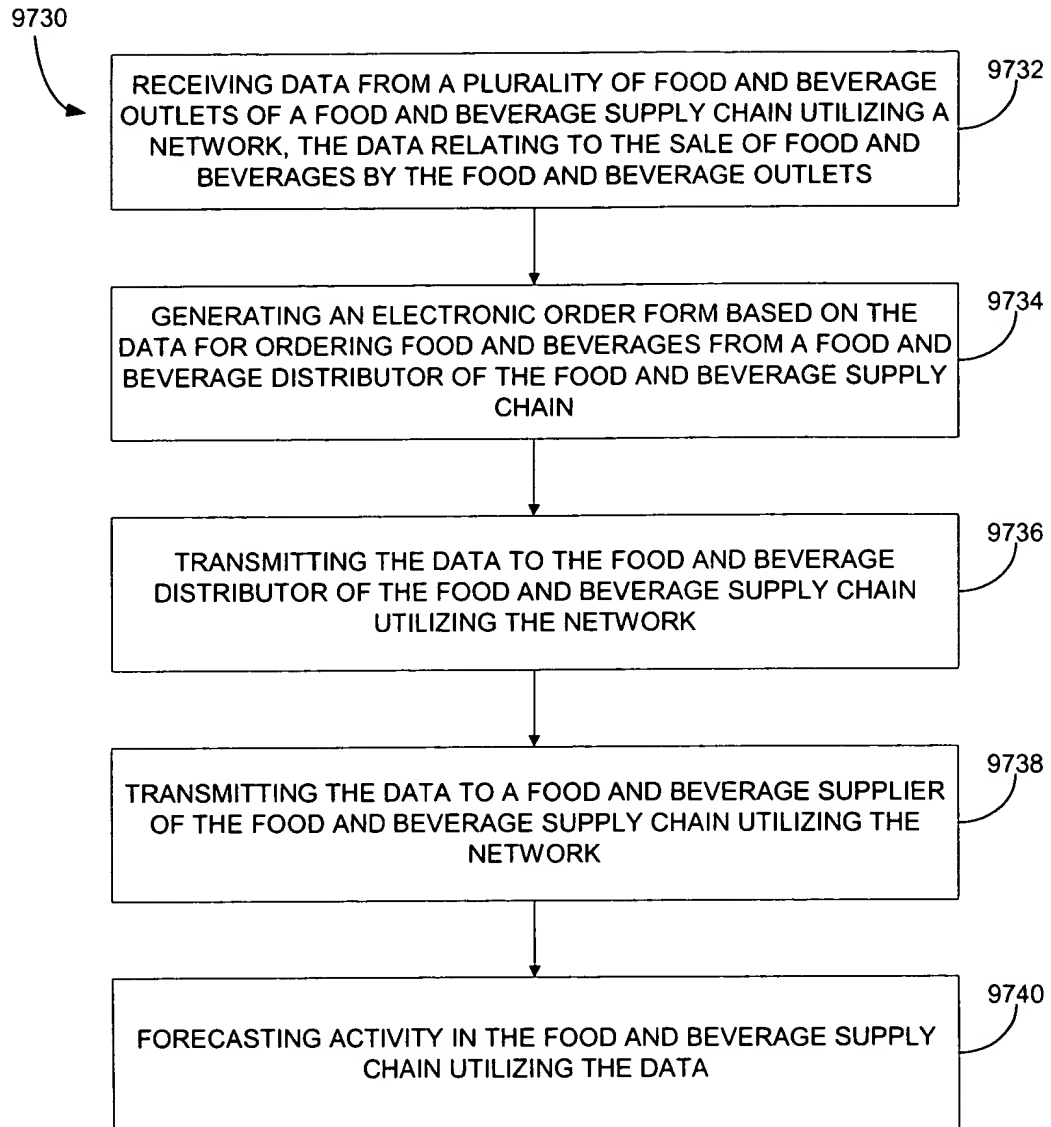 9730
9732
RECEIVING DATA FROM A PLURALITY OF FOOD AND BEVERAGE
OUTLETS OF A FOOD AND BEVERAGE SUPPLY CHAIN UTILIZING A
NETWORK, THE DATA RELATING TO THE SALE OF FOOD AND
BEVERAGES BY THE FOOD AND BEVERAGE OUTLETS
9734
GENERATING AN ELECTRONIC ORDER FORM BASED ON THE
DATA FOR ORDERING FOOD AND BEVERAGES FROM A FOOD AND
BEVERAGE DISTRIBUTOR OF THE FOOD AND BEVERAGE SUPPLY
CHAIN
9736
TRANSMITTING THE DATA TO THE FOOD AND BEVERAGE
DISTRIBUTOR OF THE FOOD AND BEVERAGE SUPPLY CHAIN
UTILIZING THE NETWORK
9738
TRANSMITTING THE DATA TO A FOOD AND BEVERAGE SUPPLIER
OF THE FOOD AND BEVERAGE SUPPLY CHAIN UTILIZING THE
NETWORK
9740
FORECASTING ACTIVITY IN THE FOOD AND BEVERAGE SUPPLY
CHAIN UTILIZING THE DATA